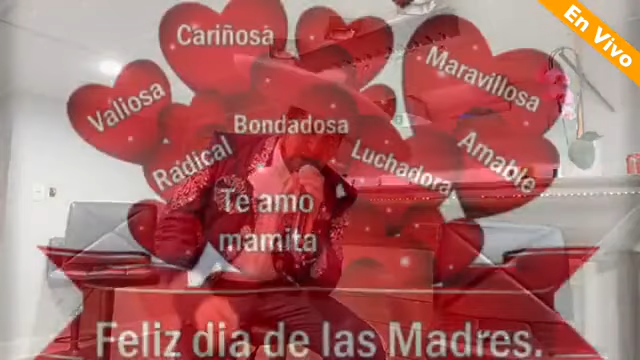 En Vivo
Cariñosa
Maravillosa
Valiosa
Bondadosa
Radical
Luchadora
Amable
Te amo
mamita
Feliz dia de las Madres.